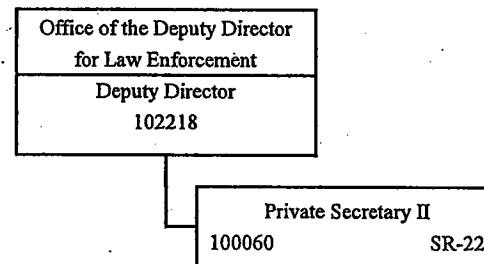 Office of the Deputy Director
for Law Enforcement
Deputy Director
102218
Private Secretary II
100060 SR-22